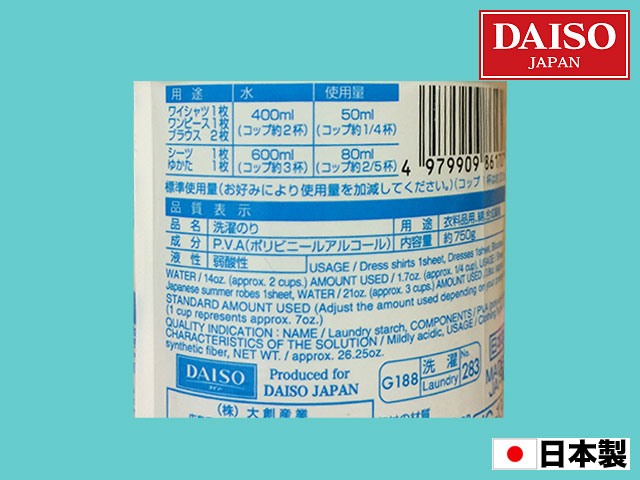 DAISO
JAPAN
用途 水 使用量
ワイシャツ 1枚
ワンピース 1枚
ブラウス 2枚
400ml
(コップ約2杯)
50ml
(コップ約1/4杯)
シーツ 1枚
ゆかた 1枚
600ml
(コップ約3杯)
80ml
(コップ約2/5杯)
4 979909 861
標準使用量(お好みにより使用量を加減してください。)(コップ1
品質表示
品名 洗濯のり 用途 衣料品用
成分 P.V.A(ポリビニールアルコール) 内容量 約750g
液性 弱酸性
USAGE / Dress shirts 1sheet, Dresses 1sheet,
WATER / 14oz. (approx. 2 cups.) AMOUNT USED / 1.7oz. (approx. 1/4 cup.)
Japanese summer robes 1sheet, WATER / 21oz. (approx. 3 cups.) AMOUNT USED
STANDARD AMOUNT USED (Adjust the amount used depending on your
(1 cup represents approx. 7oz.)
QUALITY INDICATION : NAME / Laundry starch, COMPONENTS / PVA
CHARACTERISTICS OF THE SOLUTION / Mildly acidic, USAGE /
synthetic fiber, NET WT. / approx. 26.25oz.
DAISO
ダイソー
Produced for
DAISO JAPAN
G188 洗濯 Laundry No. 283
(株)大創産業
日本製